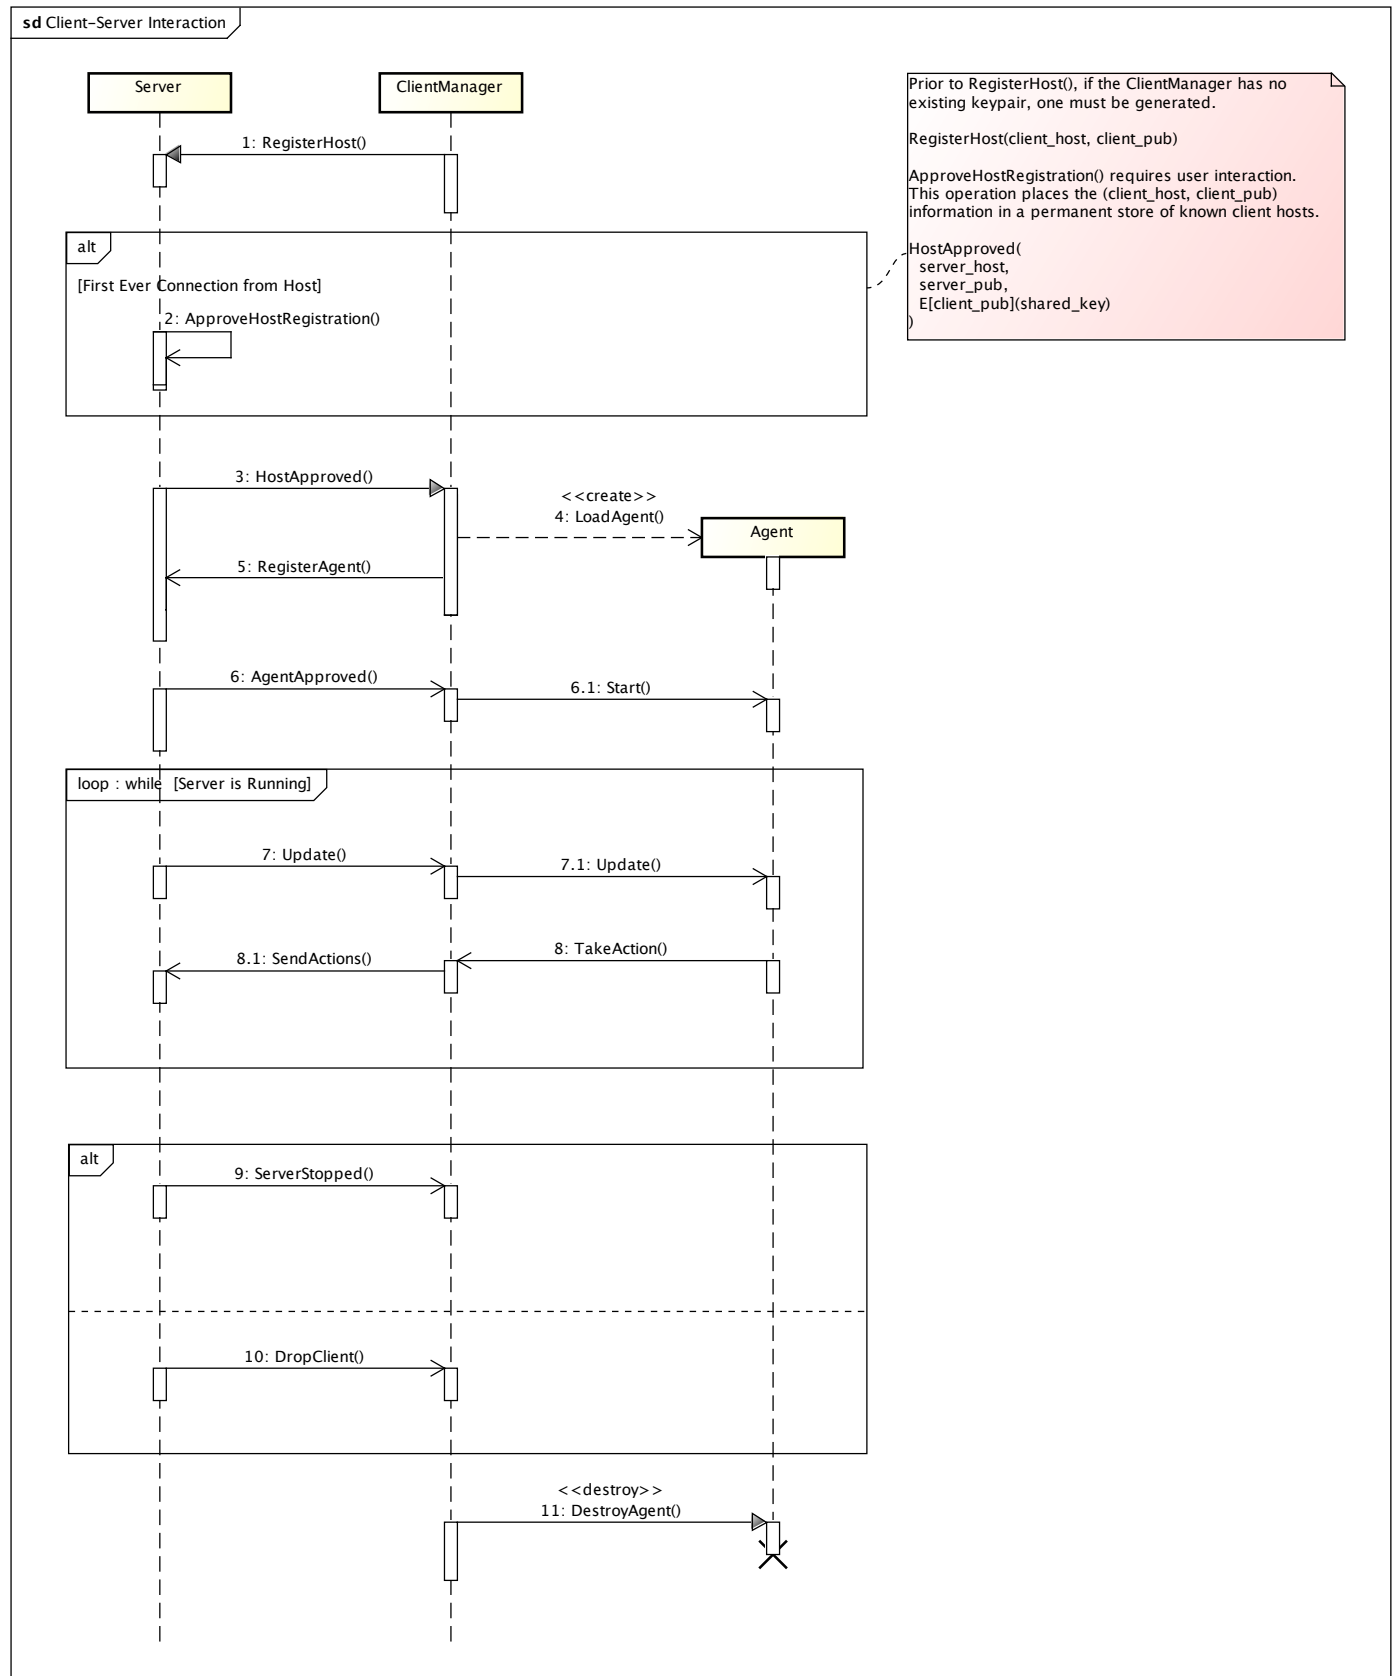 sd Client-Server Interaction
Server
ClientManager
Prior to RegisterHost(), if the ClientManager has no
existing keypair, one must be generated.
RegisterHost(client_host, client_pub)
ApproveHostRegistration() requires user interaction.
This operation places the (client_host, client_pub)
information in a permanent store of known client hosts.
HostApproved(
server_host,
server_pub,
E[client_pub](shared_key)
)
1: RegisterHost()
alt
[First Ever Connection from Host]
2: ApproveHostRegistration()
3: HostApproved()
<<create>>
4: LoadAgent()
Agent
5: RegisterAgent()
6: AgentApproved()
6.1: Start()
loop : while [Server is Running]
7: Update()
7.1: Update()
8: TakeAction()
8.1: SendActions()
alt
9: ServerStopped()
10: DropClient()
<<destroy>>
11: DestroyAgent()